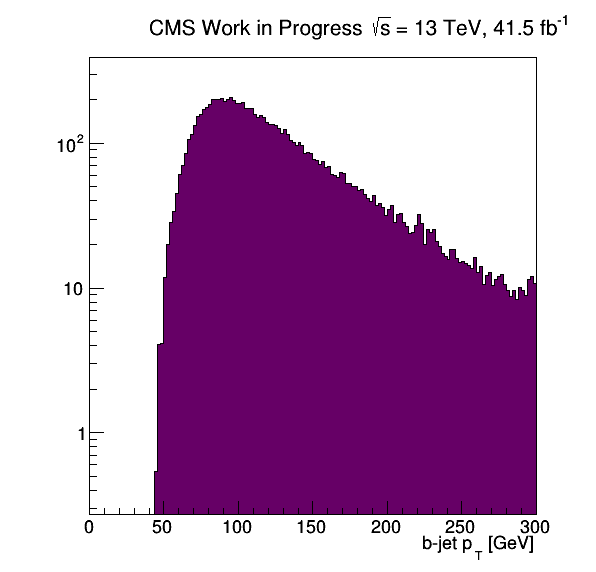 CMS Work in Progress √s = 13 TeV, 41.5 fb⁻¹
10²
10
1
0 50 100 150 200 250 300
b-jet p_T [GeV]